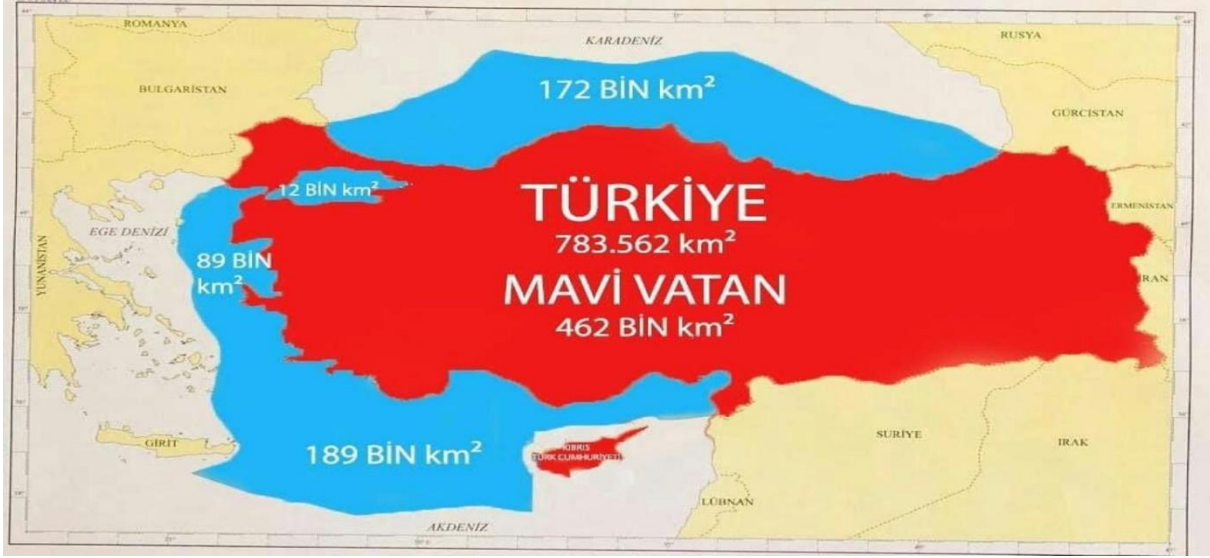 ROMANYA
RUSYA
KARADENİZ
BULGARİSTAN
172 BİN km²
GÜRCİSTAN
12 BİN km²
TÜRKİYE
783.562 km²
ERMENİSTAN
EGE DENİZİ
YUNANİSTAN
89 BİN
km²
İRAN
MAVİ VATAN
462 BİN km²
GİRİT
189 BİN km²
KIBRIS
TÜRK CUMHURİYETİ
SURİYE
IRAK
LÜBNAN
AKDENİZ